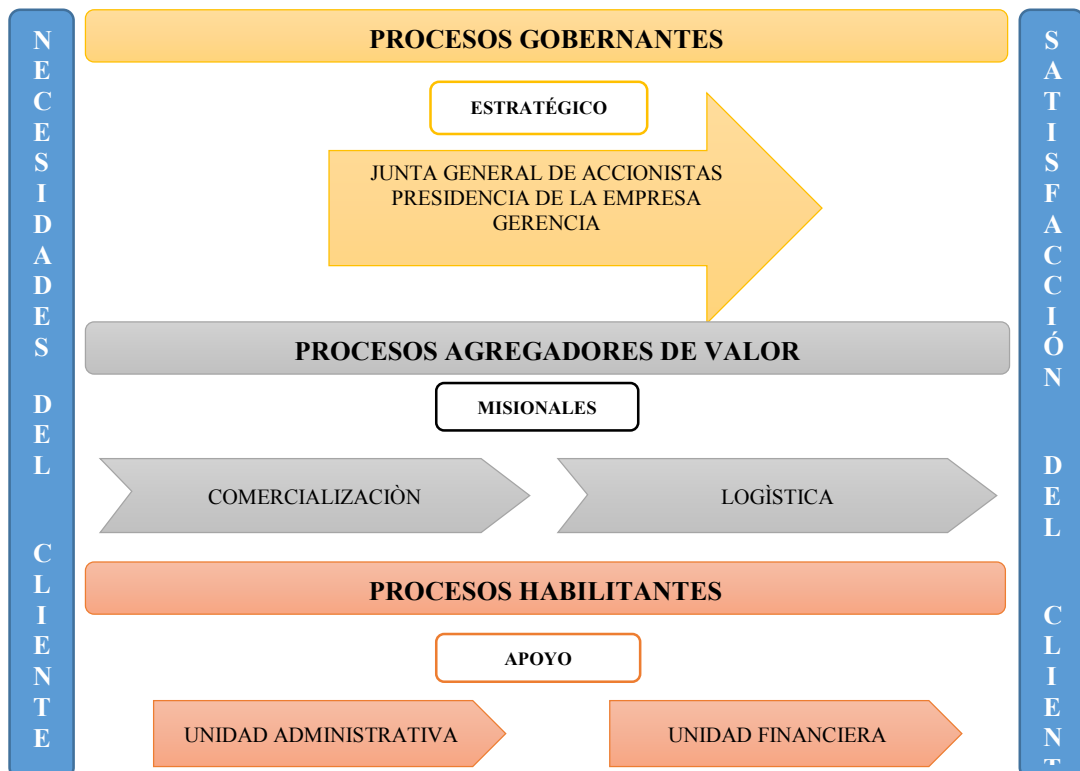 NECESIDADES DEL CLIENTE
PROCESOS GOBERNANTES
ESTRATÉGICO
JUNTA GENERAL DE ACCIONISTAS
PRESIDENCIA DE LA EMPRESA
GERENCIA
PROCESOS AGREGADORES DE VALOR
MISIONALES
COMERCIALIZACIÒN
LOGÌSTICA
PROCESOS HABILITANTES
APOYO
UNIDAD ADMINISTRATIVA
UNIDAD FINANCIERA
SATISFACCIÓN DEL CLIENT